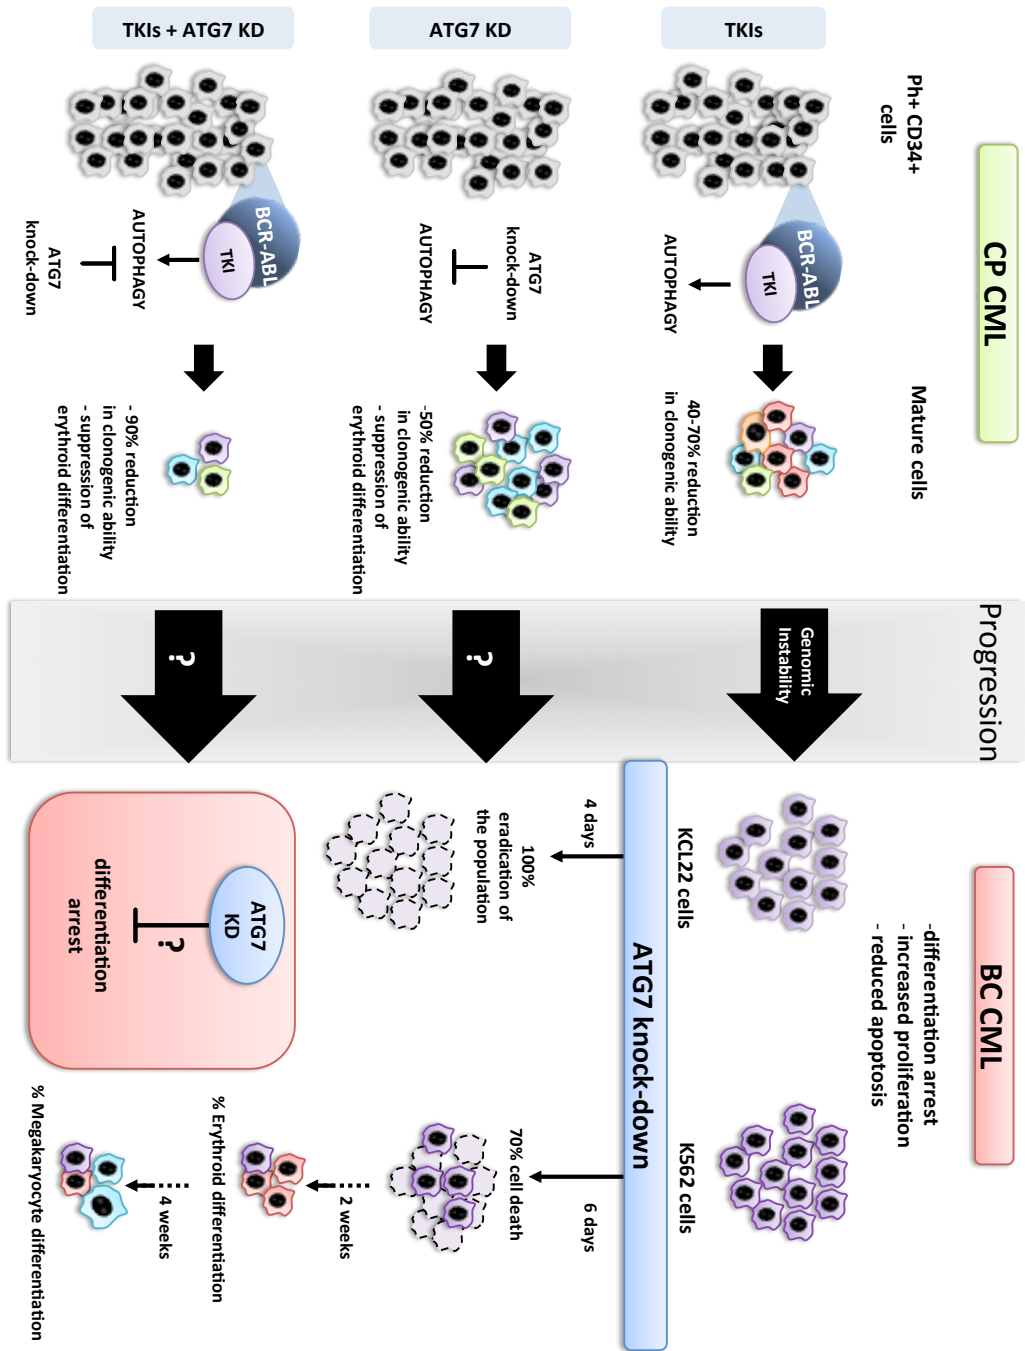 CP CML
Progression
BC CML
Ph+ CD34+
cells
Mature cells
-differentiation arrest
- increased proliferation
- reduced apoptosis
TKIs
BCR-ABL
TKI
AUTOPHAGY
40-70% reduction
in clonogenic ability
Genomic
Instability
KCL22 cells
K562 cells
ATG7 knock-down
ATG7 KD
ATG7
knock-down
AUTOPHAGY
-50% reduction
in clonogenic ability
- suppression of
erythroid differentiation
?
4 days
100%
eradication of
the population
6 days
70% cell death
TKIs + ATG7 KD
BCR-ABL
TKI
AUTOPHAGY
ATG7
knock-down
- 90% reduction
in clonogenic ability
- suppression of
erythroid differentiation
?
ATG7
KD
?
differentiation
arrest
2 weeks
% Erythroid differentiation
4 weeks
% Megakaryocyte differentiation